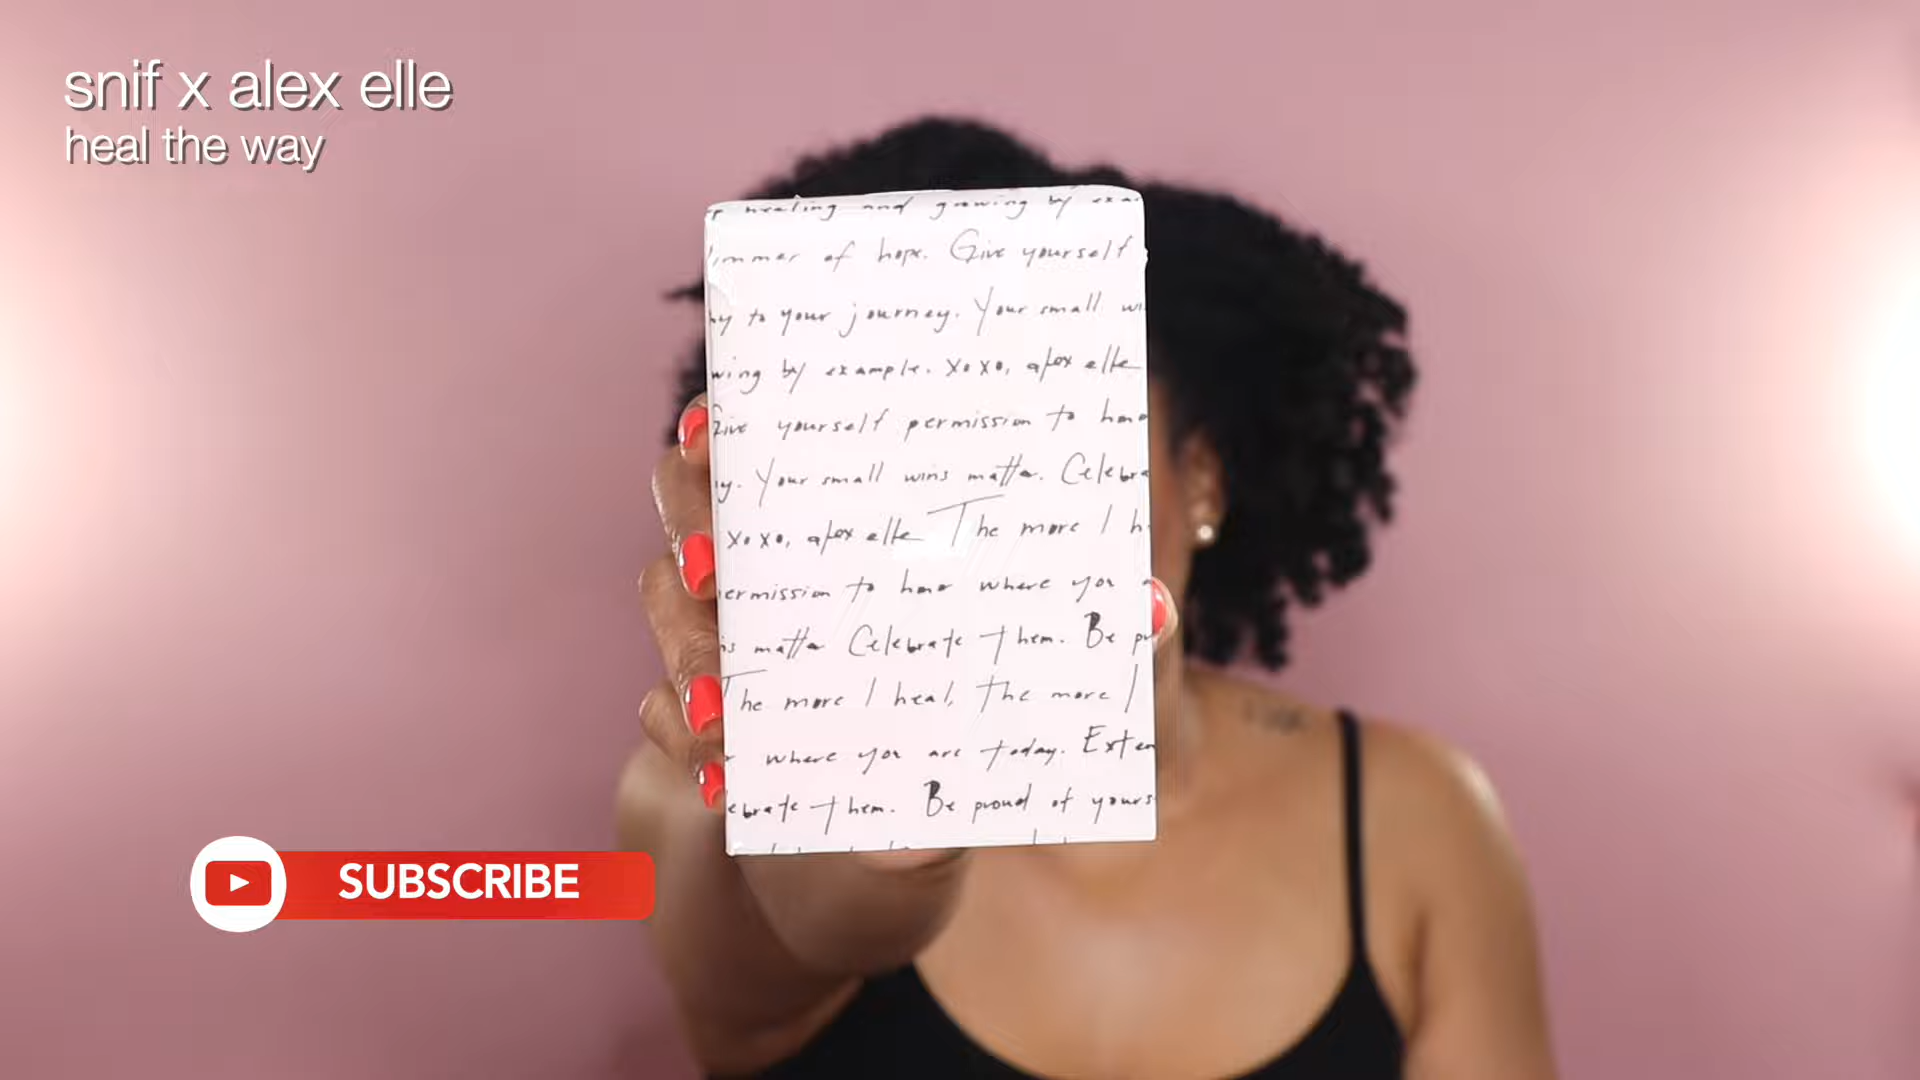 snif x alex elle
heal the way
healing and growing by exa
immer of hope. Give yourself
to your journey. Your small wi
wing by example. xoxo, alex elle
Give yourself permission to hono
y. Your small wins matter. Celebra
xoxo, alex elle The more I h
ermission to honor where you a
s matter Celebrate them. Be pr
The more I heal, the more I
r where you are today. Exten
ebrate them. Be proud of yours
SUBSCRIBE